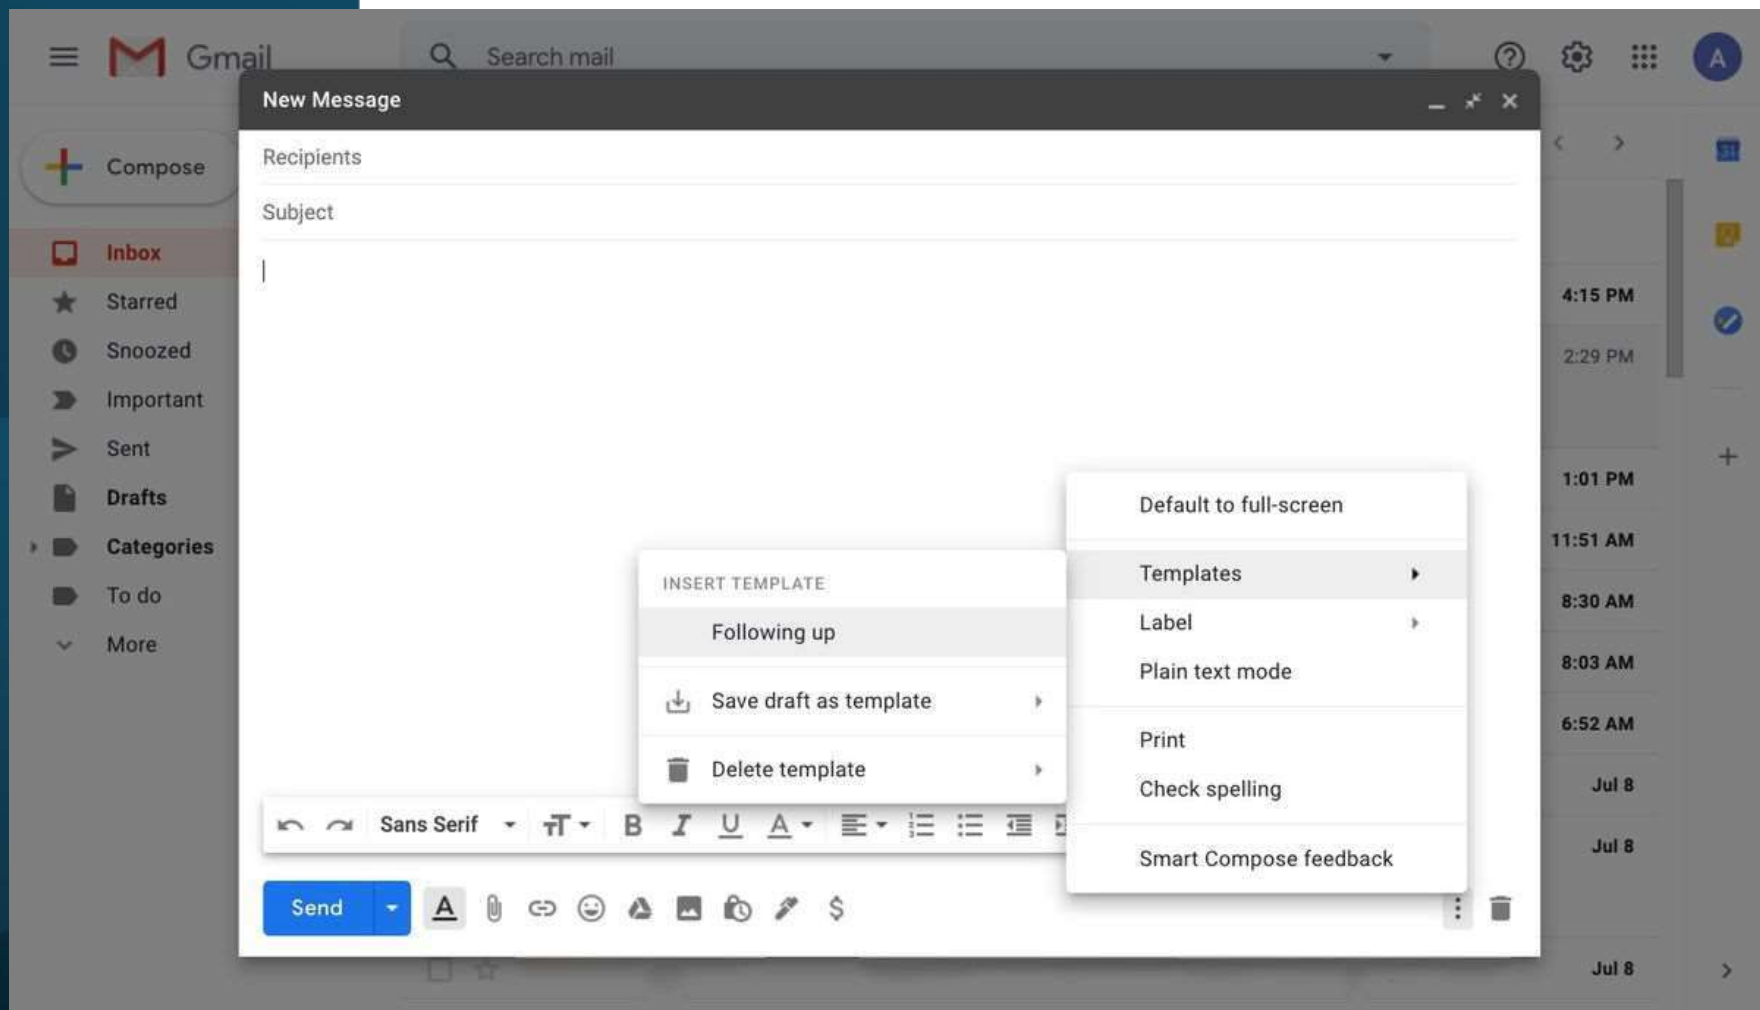 Gmail
Search mail
A
New Message
Recipients
Subject
Compose
Inbox
Starred
Snoozed
Important
Sent
Drafts
Categories
To do
More
31
4:15 PM
2:29 PM
1:01 PM
11:51 AM
8:30 AM
8:03 AM
6:52 AM
Jul 8
Jul 8
Jul 8
Default to full-screen
Templates
Label
Plain text mode
Print
Check spelling
Smart Compose feedback
INSERT TEMPLATE
Following up
Save draft as template
Delete template
Sans Serif
Send